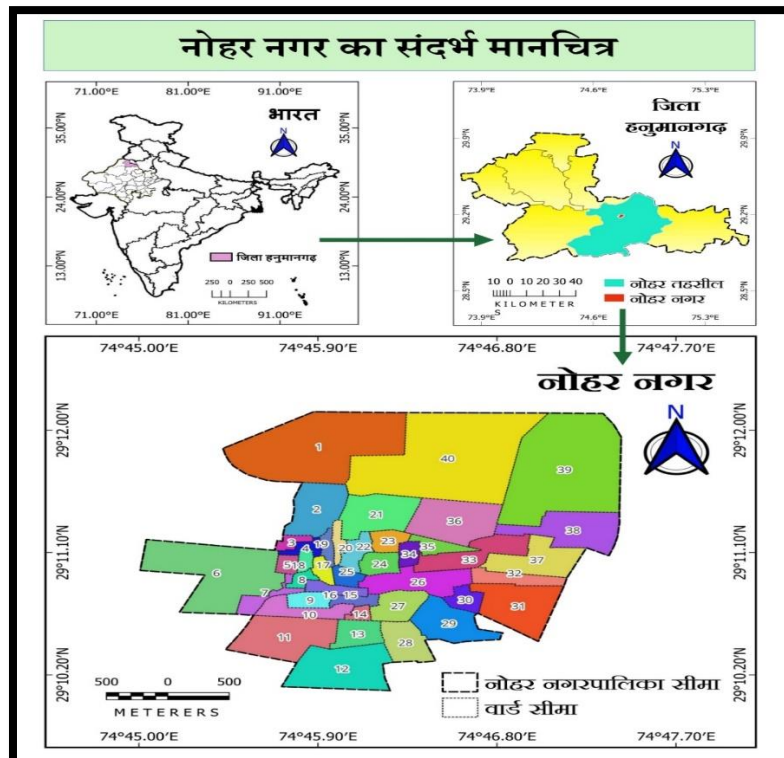 नोहर नगर का संदर्भ मानचित्र
71.00°E 81.00°E 91.00°E
भारत
N
35.00°N 35.00°N
24.00°N 24.00°N
13.00°N 13.00°N
जिला हनुमानगढ़
250 0 250 500
KILOMETERS
71.00°E 81.00°E 91.00°E
73.9°E 74.6°E 75.3°E
जिला
हनुमानगढ़
N
29.9°N 29.9°N
29.2°N 29.2°N
28.5°N 28.5°N
10 0 10 20 30 40
KILOMETER
S
नोहर तहसील
नोहर नगर
73.9°E 74.6°E 75.3°E
74°45.00'E 74°45.90'E 74°46.80'E 74°47.70'E
नोहर नगर
N
29°12.00'N 29°12.00'N
29°11.10'N 29°11.10'N
29°10.20'N 29°10.20'N
1
40
39
2
21
36
38
3
4
19
20
22
23
35
34
33
37
6
5
18
17
25
24
32
8
26
7
9
16
15
27
30
31
10
14
29
11
13
28
12
500 0 500
METERERS
नोहर नगरपालिका सीमा
वार्ड सीमा
74°45.00'E 74°45.90'E 74°46.80'E 74°47.70'E